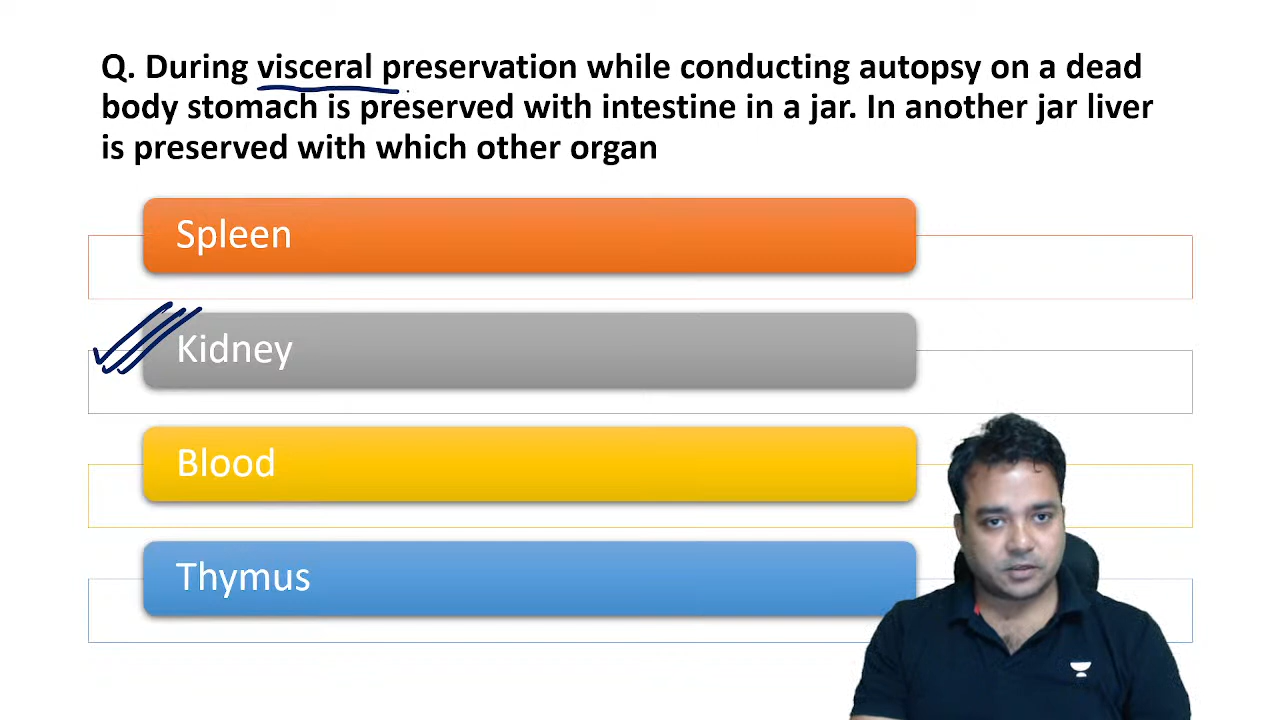 Q. During visceral preservation while conducting autopsy on a dead
body stomach is preserved with intestine in a jar. In another jar liver
is preserved with which other organ
Spleen
Kidney
Blood
Thymus